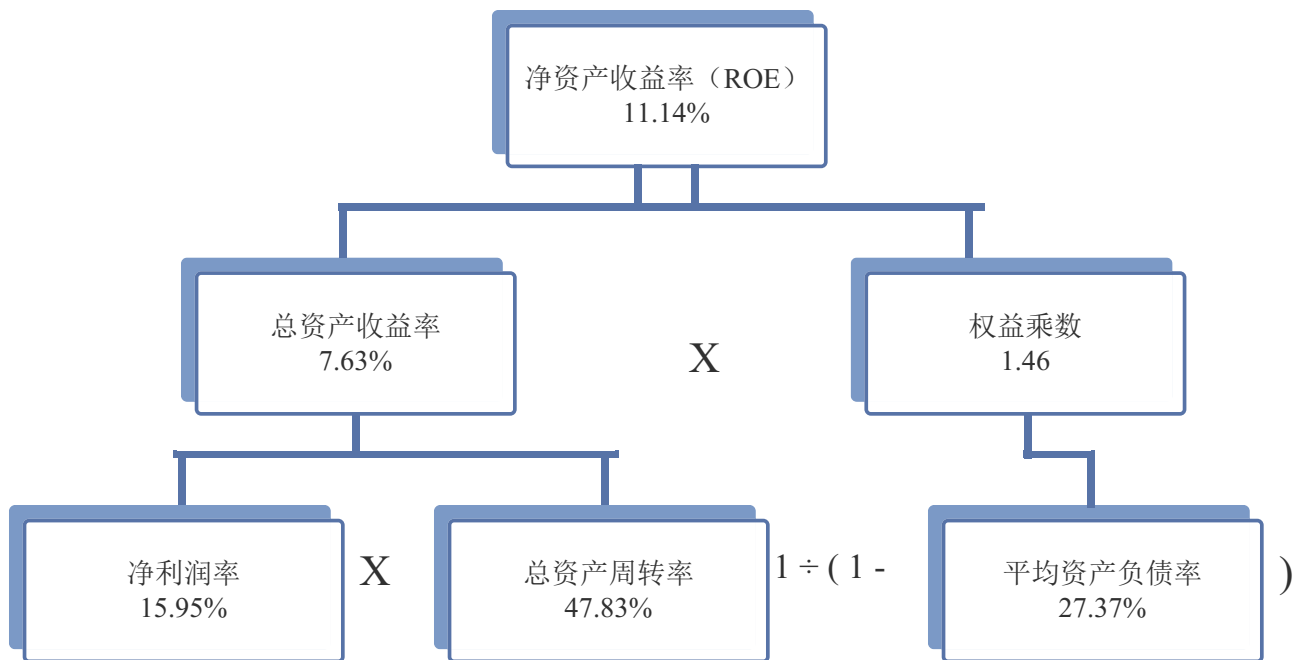 净资产收益率（ROE）
11.14%
总资产收益率
7.63%
X
权益乘数
1.46
净利润率
15.95%
X
总资产周转率
47.83%
1 ÷ ( 1 -
平均资产负债率
27.37%
)